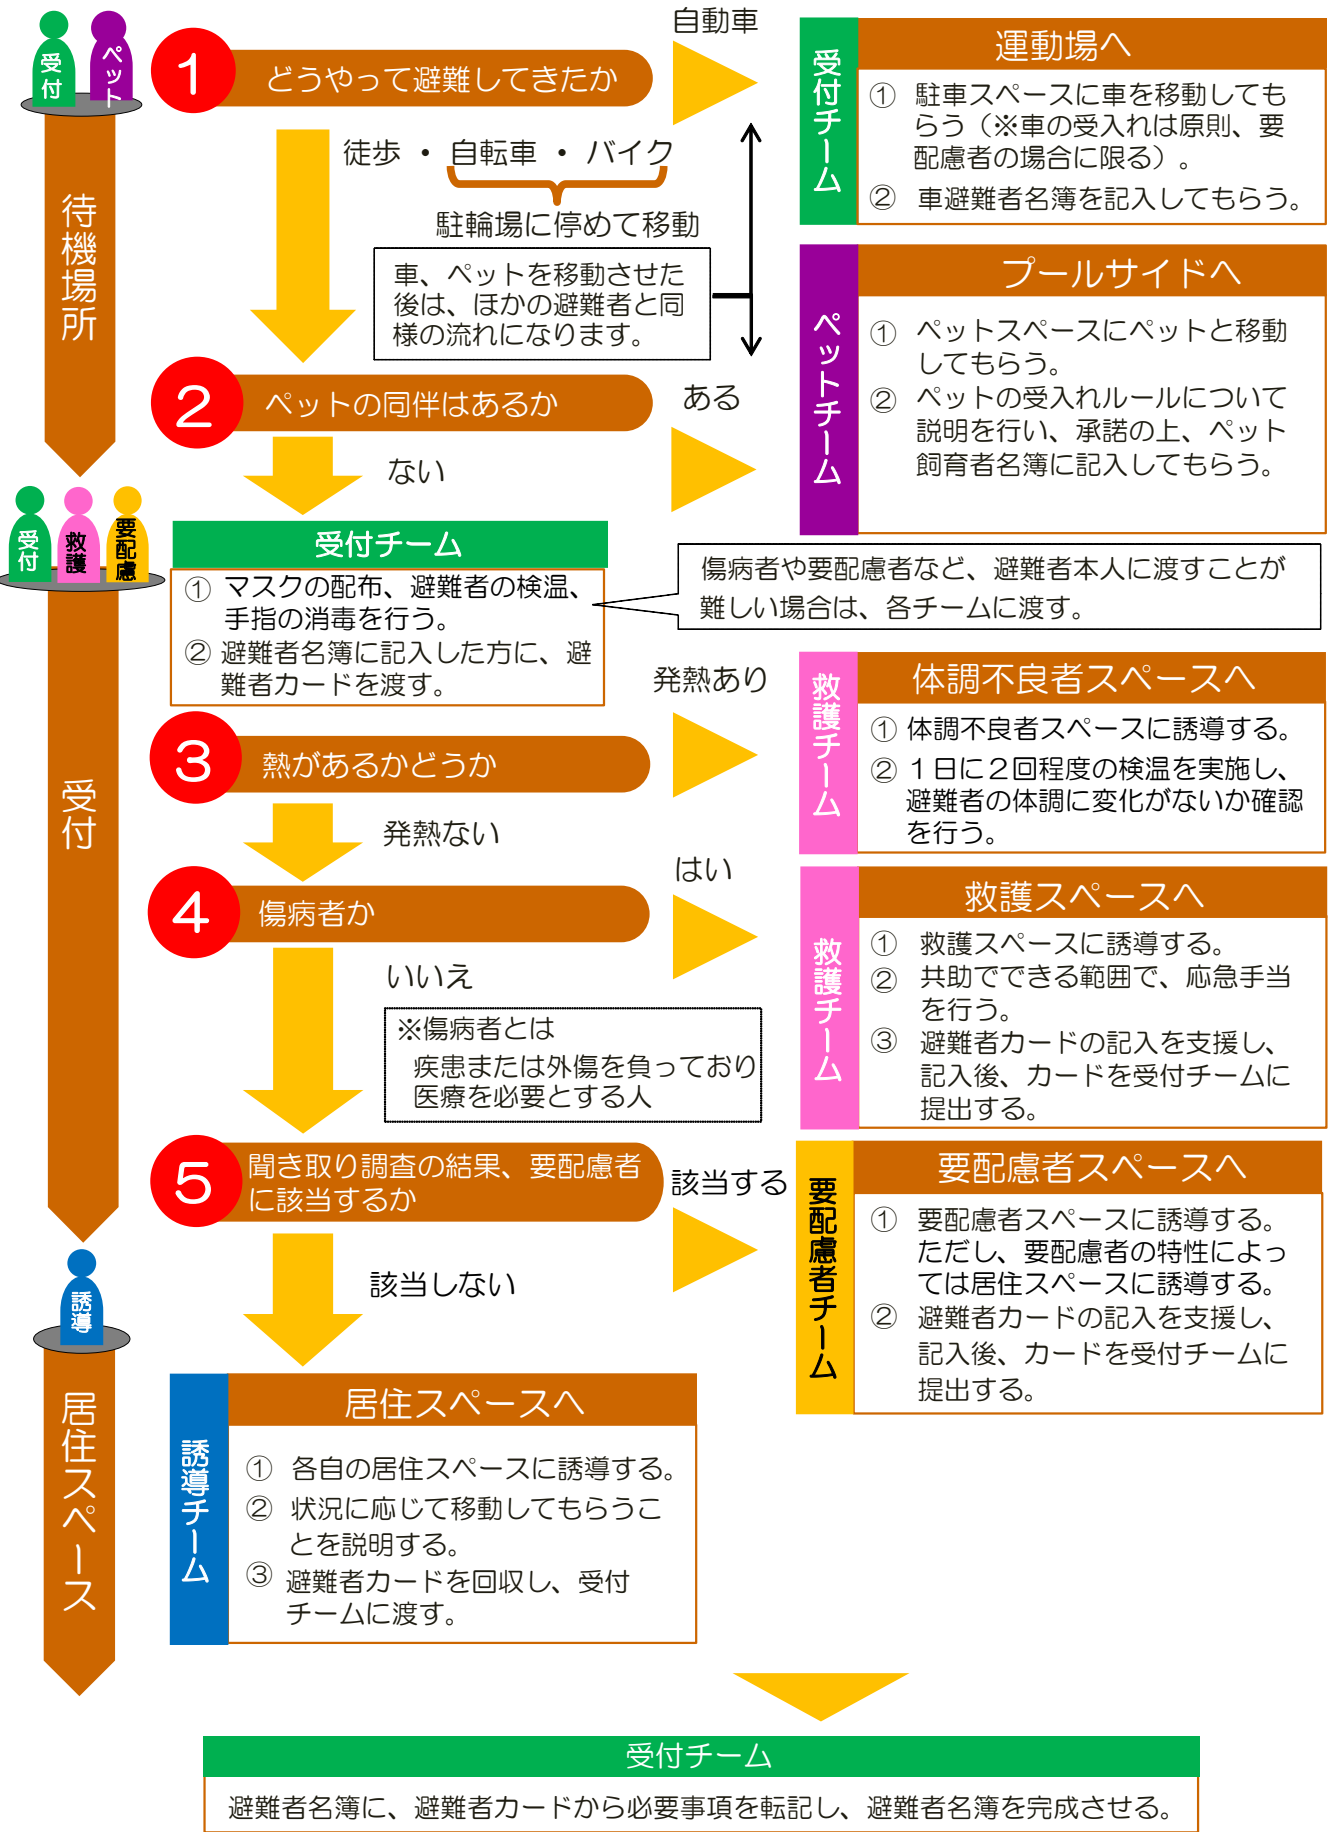 受付
ペット
待機場所
1
どうやって避難してきたか
自動車
徒歩 ・ 自転車 ・ バイク
駐輪場に停めて移動
車、ペットを移動させた
後は、ほかの避難者と同
様の流れになります。
受付チーム
運動場へ
① 駐車スペースに車を移動しても
らう（※車の受入れは原則、要
配慮者の場合に限る）。
② 車避難者名簿を記入してもらう。
2
ペットの同伴はあるか
ある
ない
ペットチーム
プールサイドへ
① ペットスペースにペットと移動
してもらう。
② ペットの受入れルールについて
説明を行い、承諾の上、ペット
飼育者名簿に記入してもらう。
受付
救護
要配慮
受付
受付チーム
① マスクの配布、避難者の検温、
手指の消毒を行う。
② 避難者名簿に記入した方に、避
難者カードを渡す。
傷病者や要配慮者など、避難者本人に渡すことが
難しい場合は、各チームに渡す。
3
熱があるかどうか
発熱あり
発熱ない
救護チーム
体調不良者スペースへ
① 体調不良者スペースに誘導する。
② １日に２回程度の検温を実施し、
避難者の体調に変化がないか確認
を行う。
4
傷病者か
はい
いいえ
※傷病者とは
疾患または外傷を負っており
医療を必要とする人
救護チーム
救護スペースへ
① 救護スペースに誘導する。
② 共助でできる範囲で、応急手当
を行う。
③ 避難者カードの記入を支援し、
記入後、カードを受付チームに
提出する。
5
聞き取り調査の結果、要配慮者
に該当するか
該当する
該当しない
要配慮者チーム
要配慮者スペースへ
① 要配慮者スペースに誘導する。
ただし、要配慮者の特性によっ
ては居住スペースに誘導する。
② 避難者カードの記入を支援し、
記入後、カードを受付チームに
提出する。
誘導
居住スペース
誘導チーム
居住スペースへ
① 各自の居住スペースに誘導する。
② 状況に応じて移動してもらうこ
とを説明する。
③ 避難者カードを回収し、受付
チームに渡す。
受付チーム
避難者名簿に、避難者カードから必要事項を転記し、避難者名簿を完成させる。